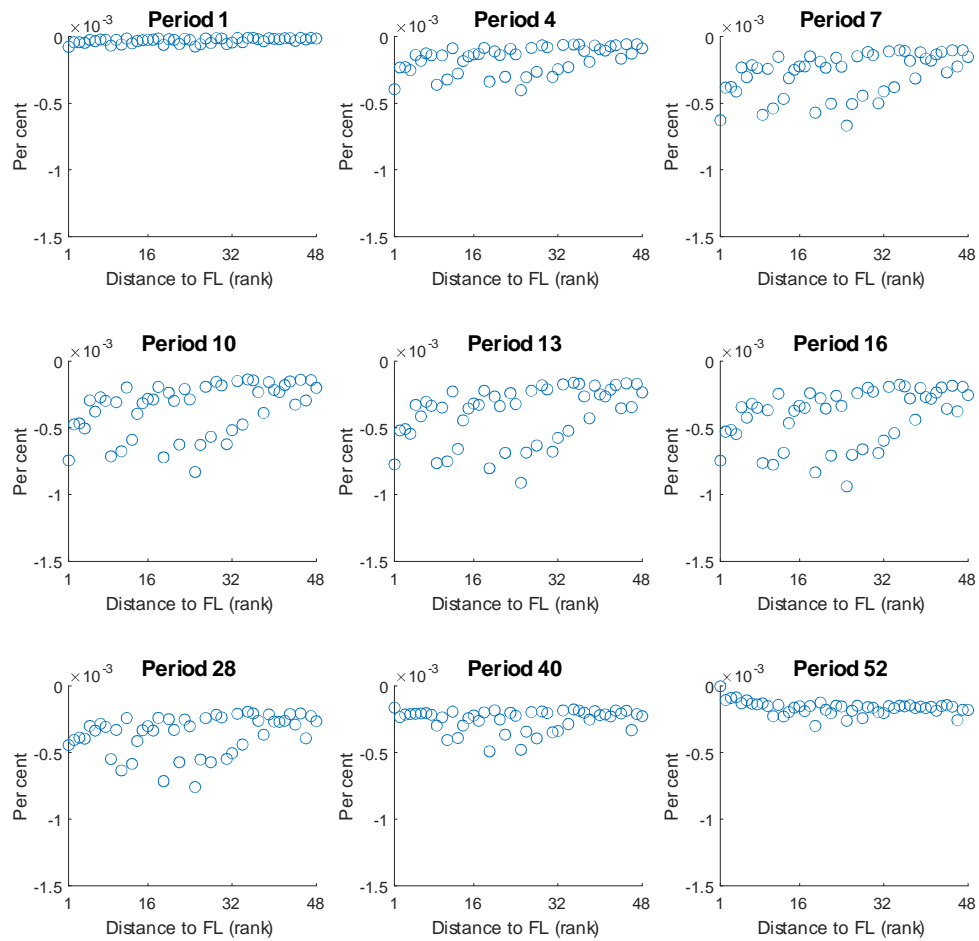 Period 1
×10-3
0
-0.5
-1
-1.5
Per cent
1 16 32 48
Distance to FL (rank)
Period 4
×10-3
0
-0.5
-1
-1.5
Per cent
1 16 32 48
Distance to FL (rank)
Period 7
×10-3
0
-0.5
-1
-1.5
Per cent
1 16 32 48
Distance to FL (rank)
Period 10
×10-3
0
-0.5
-1
-1.5
Per cent
1 16 32 48
Distance to FL (rank)
Period 13
×10-3
0
-0.5
-1
-1.5
Per cent
1 16 32 48
Distance to FL (rank)
Period 16
×10-3
0
-0.5
-1
-1.5
Per cent
1 16 32 48
Distance to FL (rank)
Period 28
×10-3
0
-0.5
-1
-1.5
Per cent
1 16 32 48
Distance to FL (rank)
Period 40
×10-3
0
-0.5
-1
-1.5
Per cent
1 16 32 48
Distance to FL (rank)
Period 52
×10-3
0
-0.5
-1
-1.5
Per cent
1 16 32 48
Distance to FL (rank)